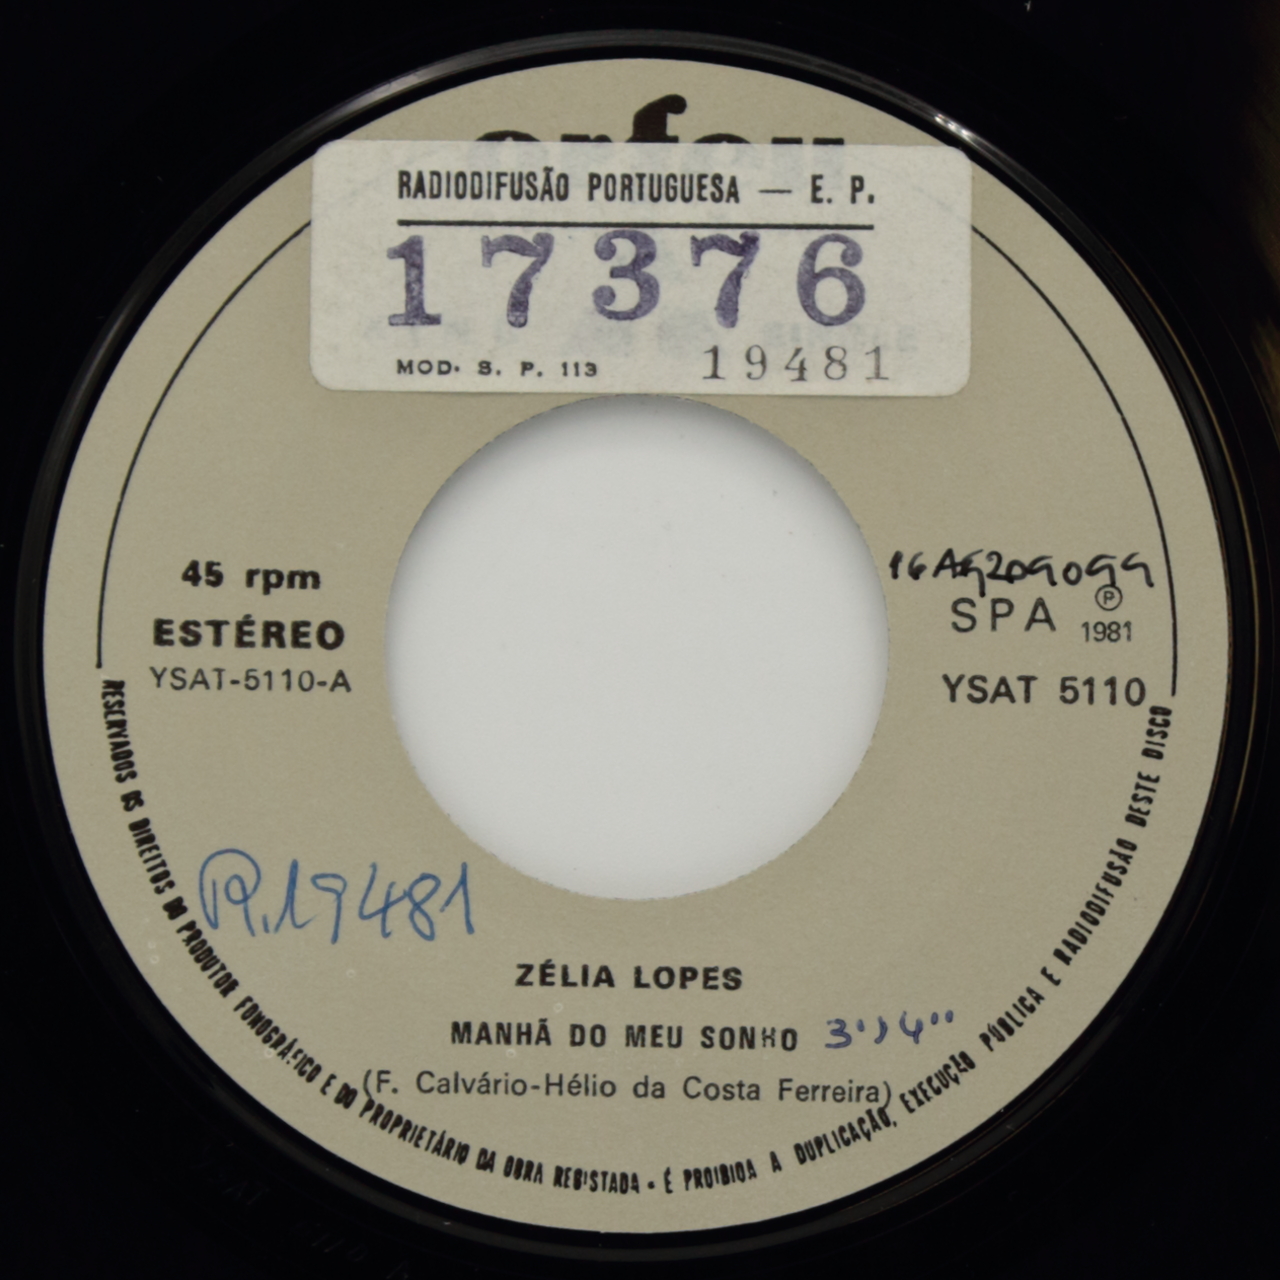 orfeu
RADIODIFUSÃO PORTUGUESA — E. P.
17376
MOD. S. P. 113 19481
45 rpm
ESTÉREO
YSAT-5110-A
SPA ℗ 1981
YSAT 5110
R.19481
ZÉLIA LOPES
MANHÃ DO MEU SONHO
(F. Calvário-Hélio da Costa Ferreira)
RESERVADOS OS DIREITOS DO PRODUTOR FONOGRÁFICO E DO PROPRIETÁRIO DA OBRA REGISTADA - É PROIBIDA A DUPLICAÇÃO, EXECUÇÃO PÚBLICA E RADIODIFUSÃO DESTE DISCO